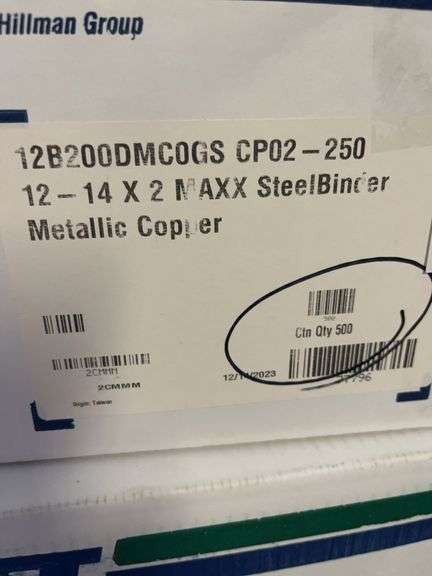 Hillman Group
12B200DMC0GS CP02-250
12-14 X 2 MAXX SteelBinder
Metallic Copper
500
Ctn Qty 500
2CMMM
2CMMM
Origin: Taiwan